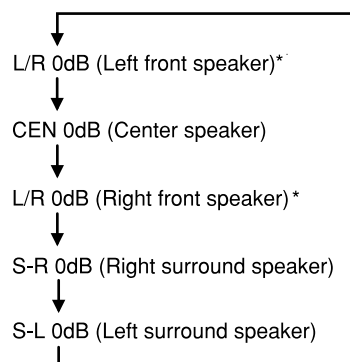 L/R 0dB (Left front speaker)*
CEN 0dB (Center speaker)
L/R 0dB (Right front speaker)*
S-R 0dB (Right surround speaker)
S-L 0dB (Left surround speaker)